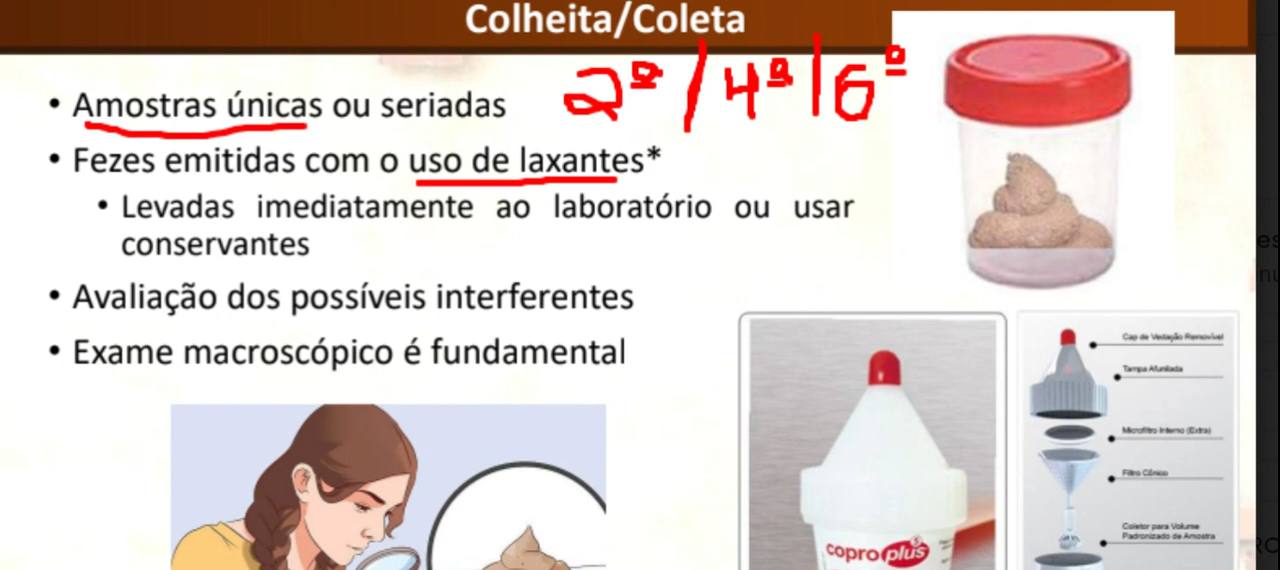 Colheita/Coleta
2ª/4ª/6ª
• Amostras únicas ou seriadas
• Fezes emitidas com o uso de laxantes*
• Levadas imediatamente ao laboratório ou usar
conservantes
• Avaliação dos possíveis interferentes
• Exame macroscópico é fundamental
coproplus
Cap de Vedação Removível
Tampa Afunilada
Microfiltro Interno (Extra)
Filtro Cônico
Coletor para Volume
Padronizado de Amostra